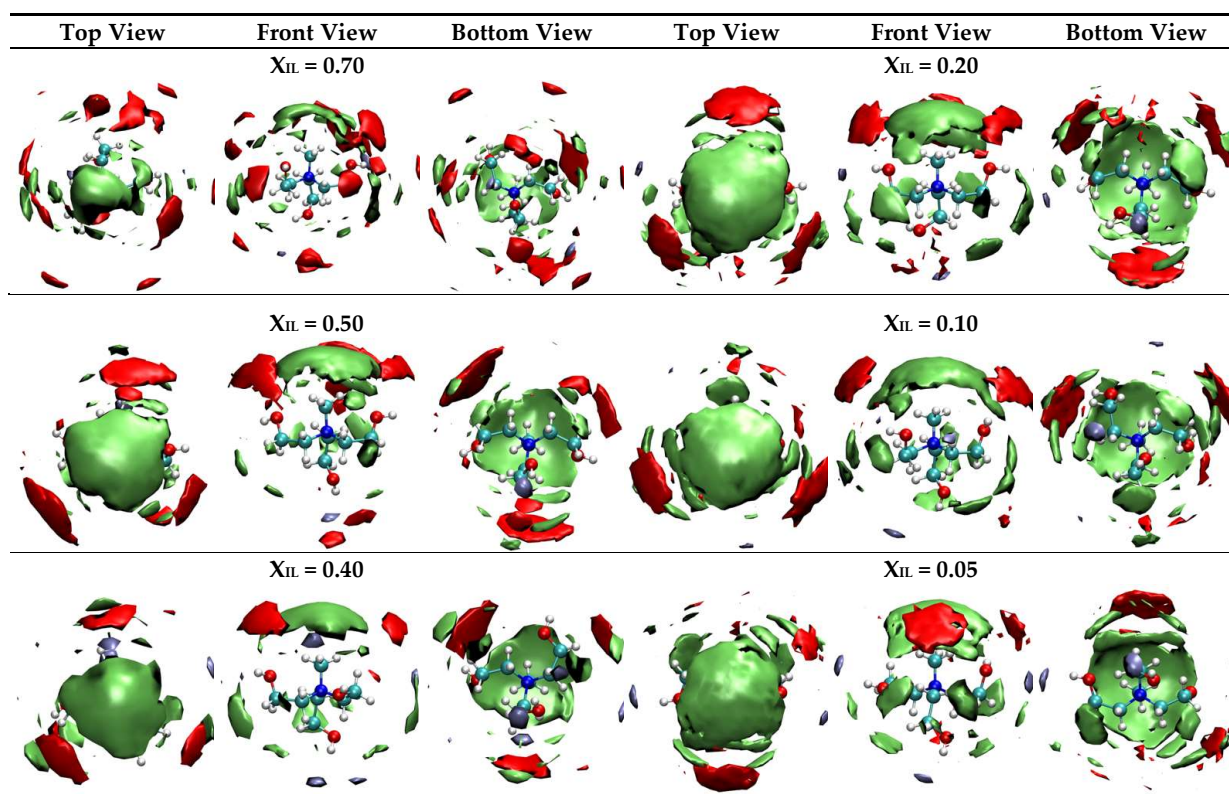 Top View Front View Bottom View Top View Front View Bottom View
XIL = 0.70 XIL = 0.20
XIL = 0.50 XIL = 0.10
XIL = 0.40 XIL = 0.05